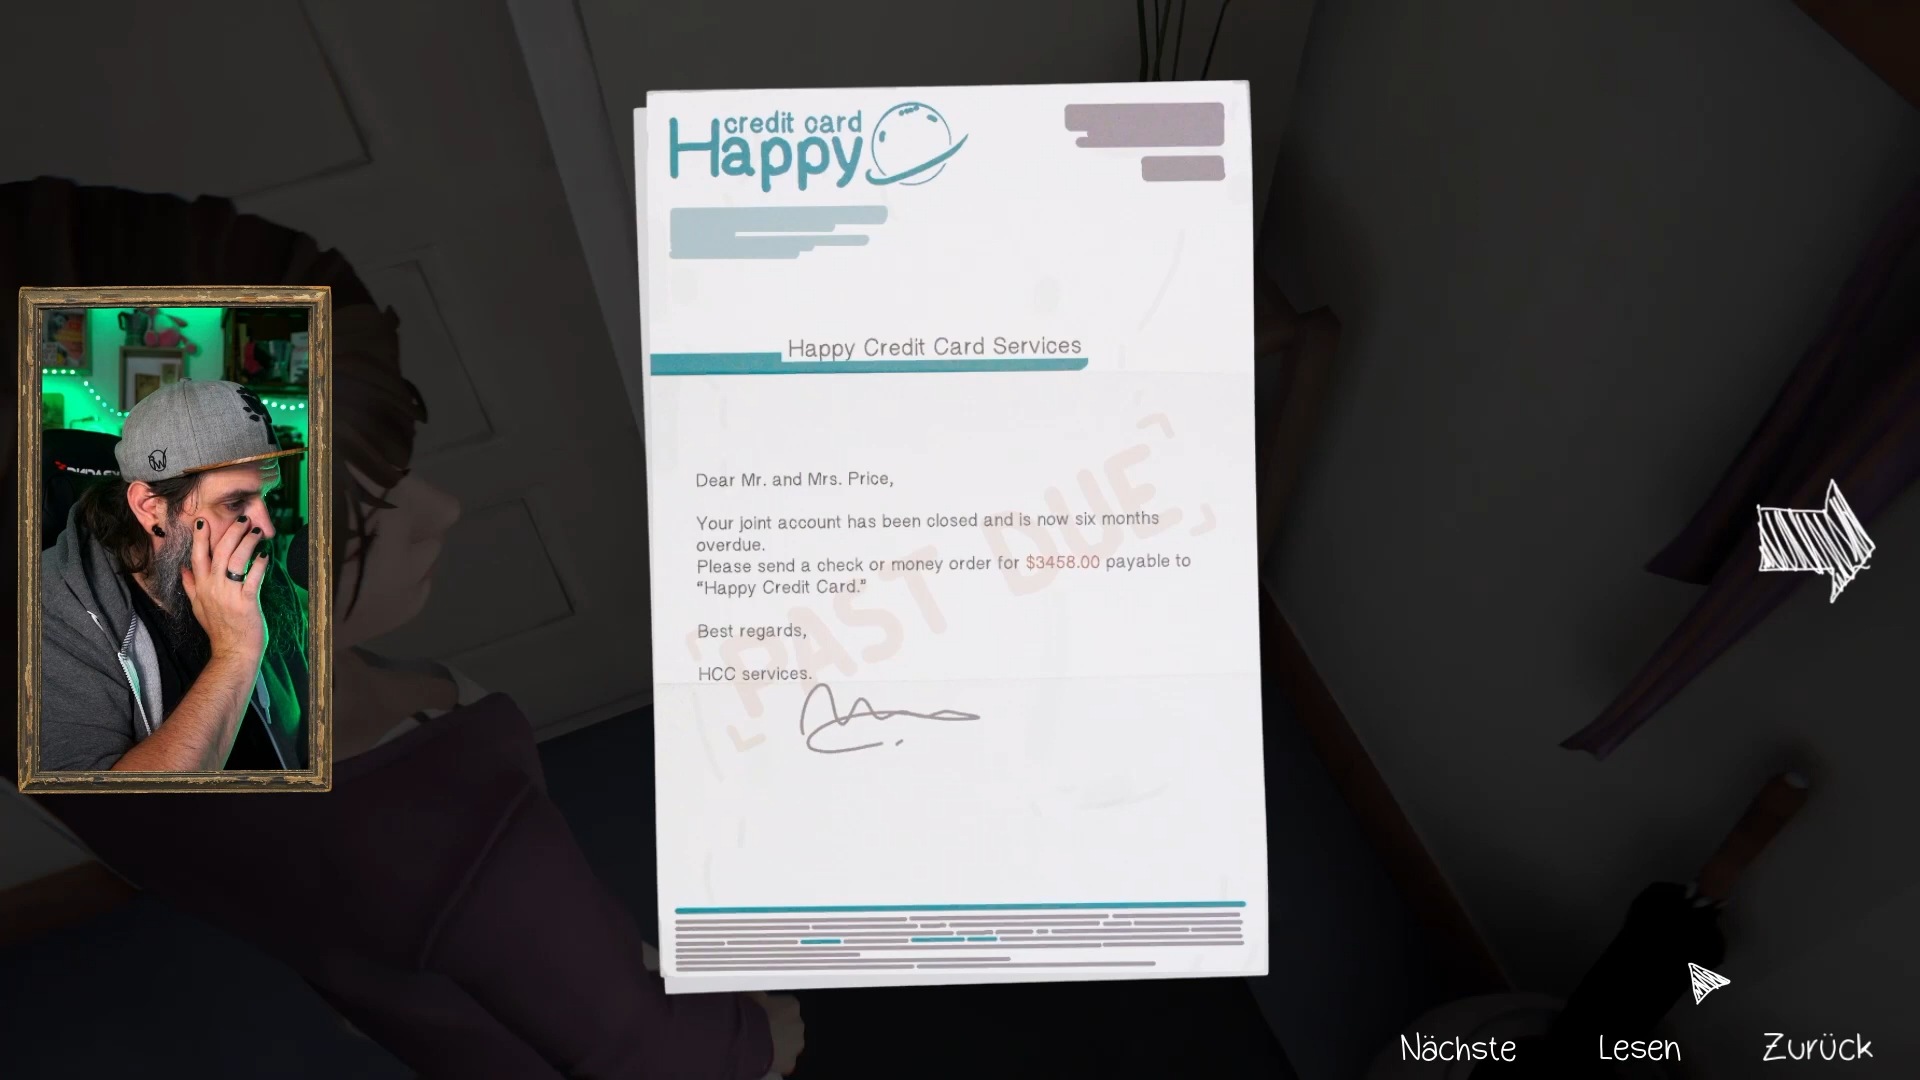 credit card
Happy
Happy Credit Card Services
Dear Mr. and Mrs. Price,
Your joint account has been closed and is now six months
overdue.
Please send a check or money order for $3458.00 payable to
“Happy Credit Card.”
PAST DUE
Best regards,
HCC services.
Nächste
Lesen
Zurück